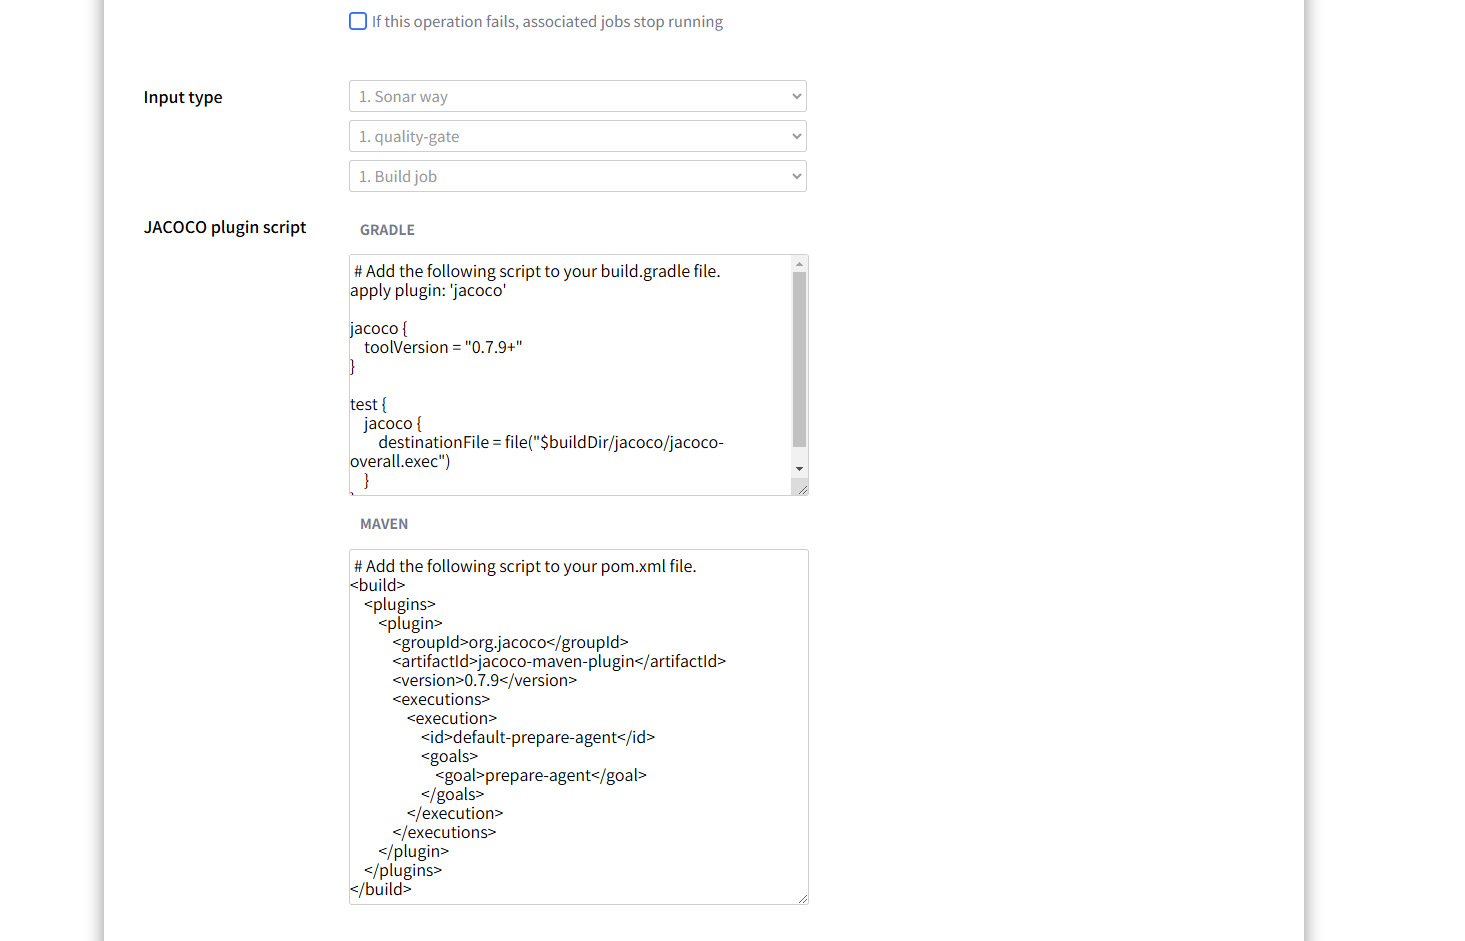 If this operation fails, associated jobs stop running
Input type
1. Sonar way
1. quality-gate
1. Build job
JACOCO plugin script
GRADLE
# Add the following script to your build.gradle file.
apply plugin: 'jacoco'
jacoco {
toolVersion = "0.7.9+"
}
test {
jacoco {
destinationFile = file("$buildDir/jacoco/jacoco-
overall.exec")
}
MAVEN
# Add the following script to your pom.xml file.
<build>
<plugins>
<plugin>
<groupId>org.jacoco</groupId>
<artifactId>jacoco-maven-plugin</artifactId>
<version>0.7.9</version>
<executions>
<execution>
<id>default-prepare-agent</id>
<goals>
<goal>prepare-agent</goal>
</goals>
</execution>
</executions>
</plugin>
</plugins>
</build>